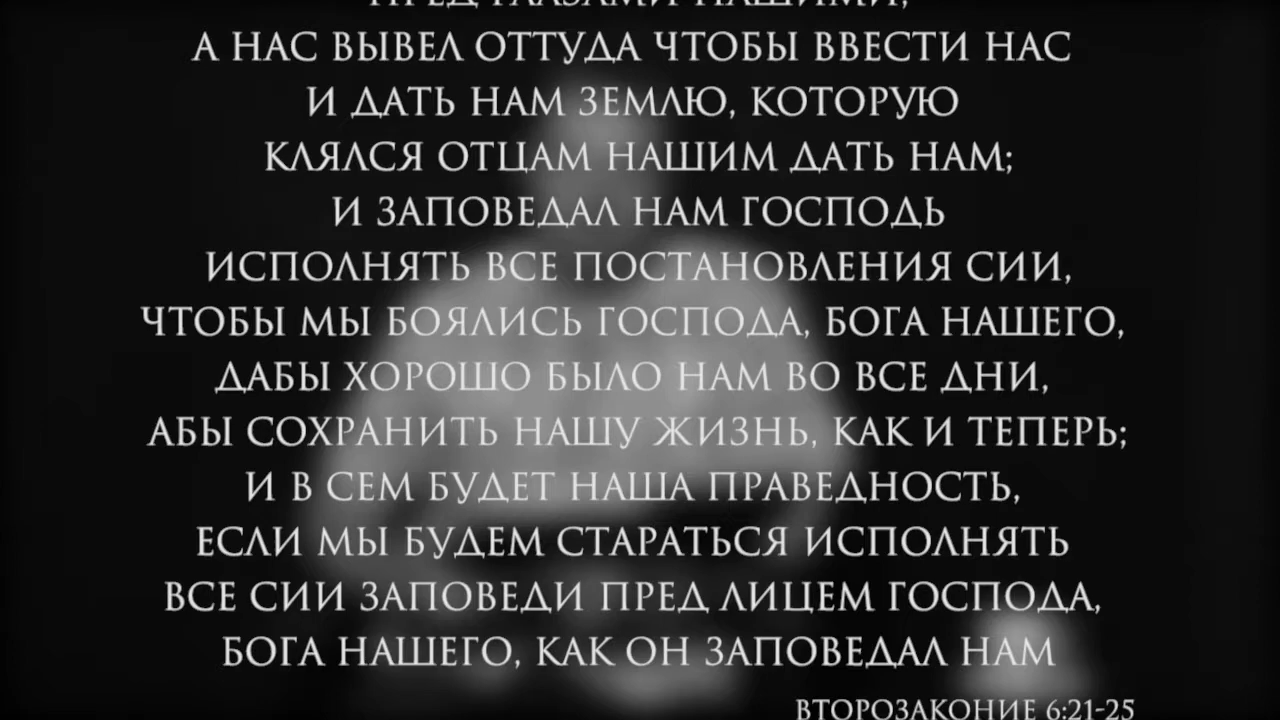 ПРЕД ГЛАЗАМИ НАШИМИ;
А НАС ВЫВЕЛ ОТТУДА ЧТОБЫ ВВЕСТИ НАС
И ДАТЬ НАМ ЗЕМЛЮ, КОТОРУЮ
КЛЯЛСЯ ОТЦАМ НАШИМ ДАТЬ НАМ;
И ЗАПОВЕДАЛ НАМ ГОСПОДЬ
ИСПОЛНЯТЬ ВСЕ ПОСТАНОВЛЕНИЯ СИИ,
ЧТОБЫ МЫ БОЯЛИСЬ ГОСПОДА, БОГА НАШЕГО,
ДАБЫ ХОРОШО БЫЛО НАМ ВО ВСЕ ДНИ,
АБЫ СОХРАНИТЬ НАШУ ЖИЗНЬ, КАК И ТЕПЕРЬ;
И В СЕМ БУДЕТ НАША ПРАВЕДНОСТЬ,
ЕСЛИ МЫ БУДЕМ СТАРАТЬСЯ ИСПОЛНЯТЬ
ВСЕ СИИ ЗАПОВЕДИ ПРЕД ЛИЦЕМ ГОСПОДА,
БОГА НАШЕГО, КАК ОН ЗАПОВЕДАЛ НАМ
ВТОРОЗАКОНИЕ 6:21-25